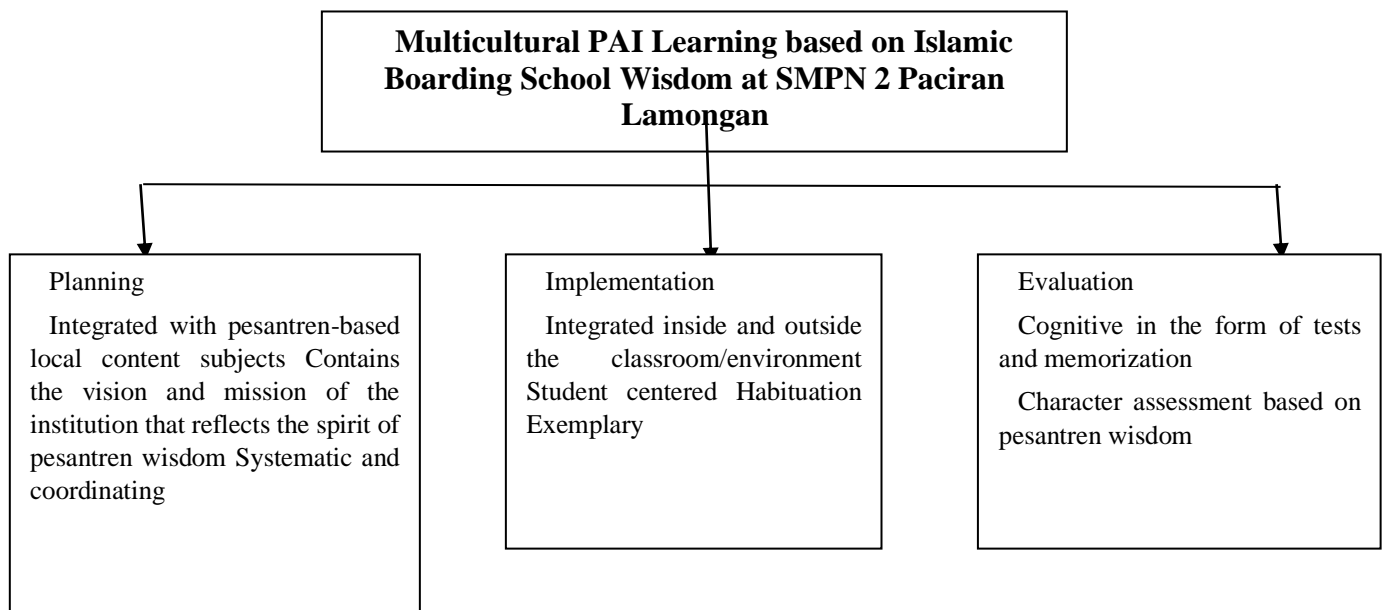 Multicultural PAI Learning based on Islamic
Boarding School Wisdom at SMPN 2 Paciran
Lamongan
Planning
Integrated with pesantren-based
local content subjects Contains
the vision and mission of the
institution that reflects the spirit of
pesantren wisdom Systematic and
coordinating
Implementation
Integrated inside and outside
the classroom/environment
Student centered Habituation
Exemplary
Evaluation
Cognitive in the form of tests
and memorization
Character assessment based on
pesantren wisdom